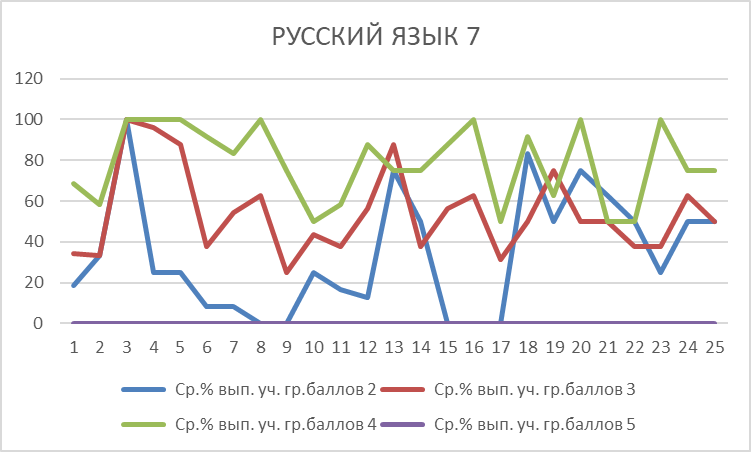 РУССКИЙ ЯЗЫК 7
120
100
80
60
40
20
0
1 2 3 4 5 6 7 8 9 10 11 12 13 14 15 16 17 18 19 20 21 22 23 24 25
Ср.% вып. уч. гр.баллов 2 Ср.% вып. уч. гр.баллов 3
Ср.% вып. уч. гр.баллов 4 Ср.% вып. уч. гр.баллов 5